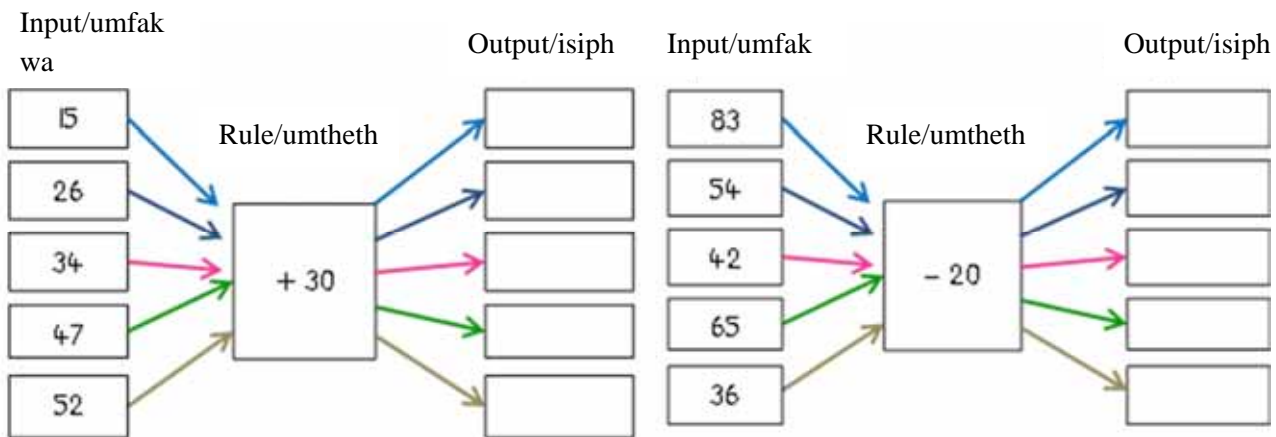 Input/umfak
wa
Output/isiph
Rule/umtheth
15
26
34
47
52
+ 30
Input/umfak
Output/isiph
Rule/umtheth
83
54
42
65
36
- 20